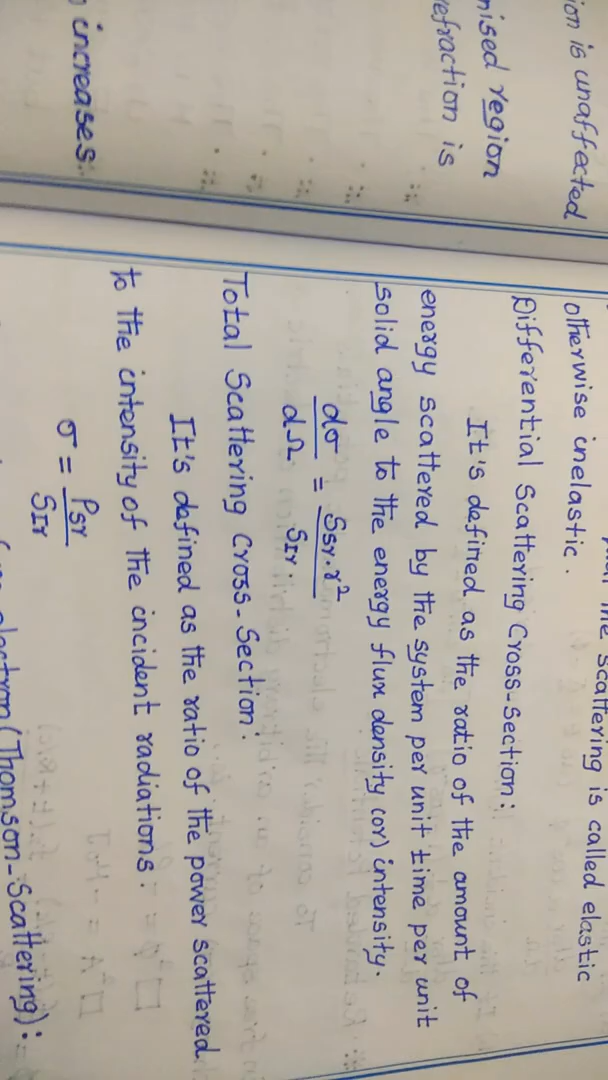 ion is unaffected
nised region
efraction is
increases.
the scattering is called elastic
otherwise inelastic.
Differential Scattering Cross-Section:
It's defined as the ratio of the amount of
energy scattered by the system per unit time per unit
solid angle to the energy flux density (or) intensity.
dσ/dΩ = Ssr.r²/SIr.
Total Scattering Cross-Section:
It's defined as the ratio of the power scattered
to the intensity of the incident radiations.
σ = Psr/SIr
electron (Thomson-Scattering):